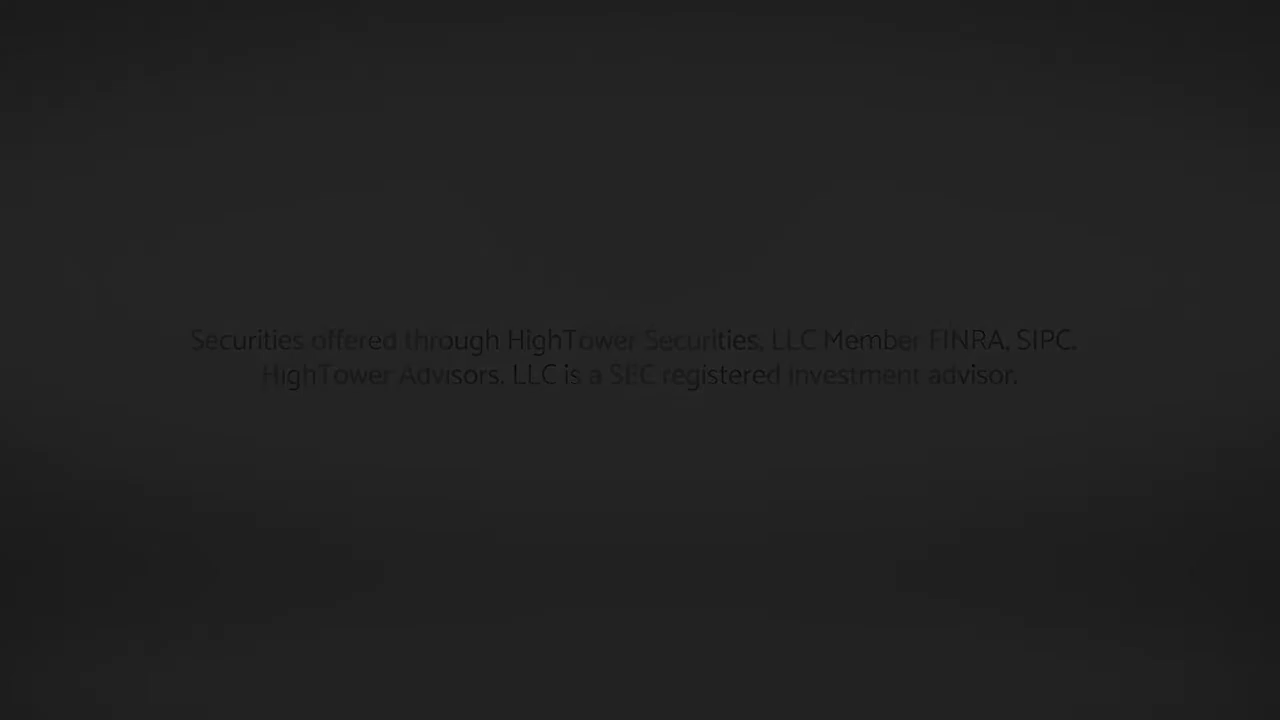 Securities offered through HighTower Securities, LLC Member FINRA, SIPC.
HighTower Advisors, LLC is a SEC registered investment advisor.